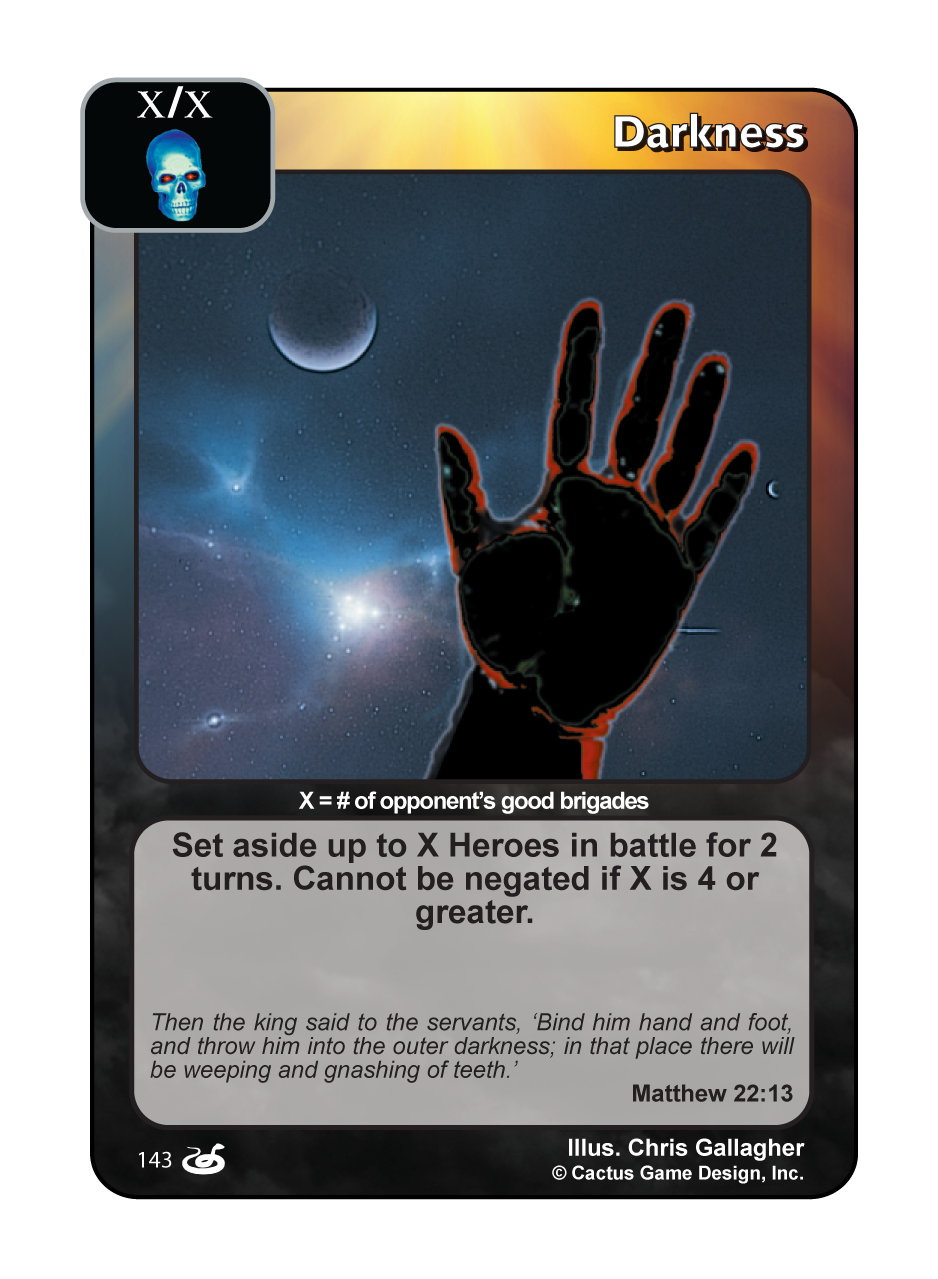 X/X
Darkness
X = # of opponent’s good brigades
Set aside up to X Heroes in battle for 2
turns. Cannot be negated if X is 4 or
greater.
Then the king said to the servants, ‘Bind him hand and foot,
and throw him into the outer darkness; in that place there will
be weeping and gnashing of teeth.’
Matthew 22:13
143
Illus. Chris Gallagher
© Cactus Game Design, Inc.